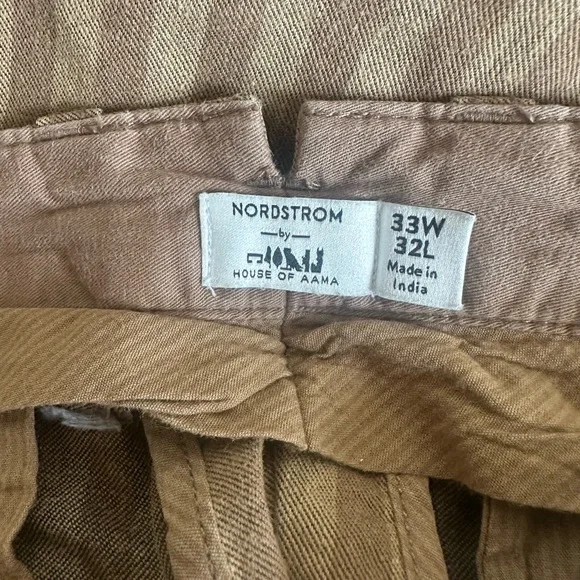 NORDSTROM
by
HOUSE OF AAMA
33W
32L
Made in
India